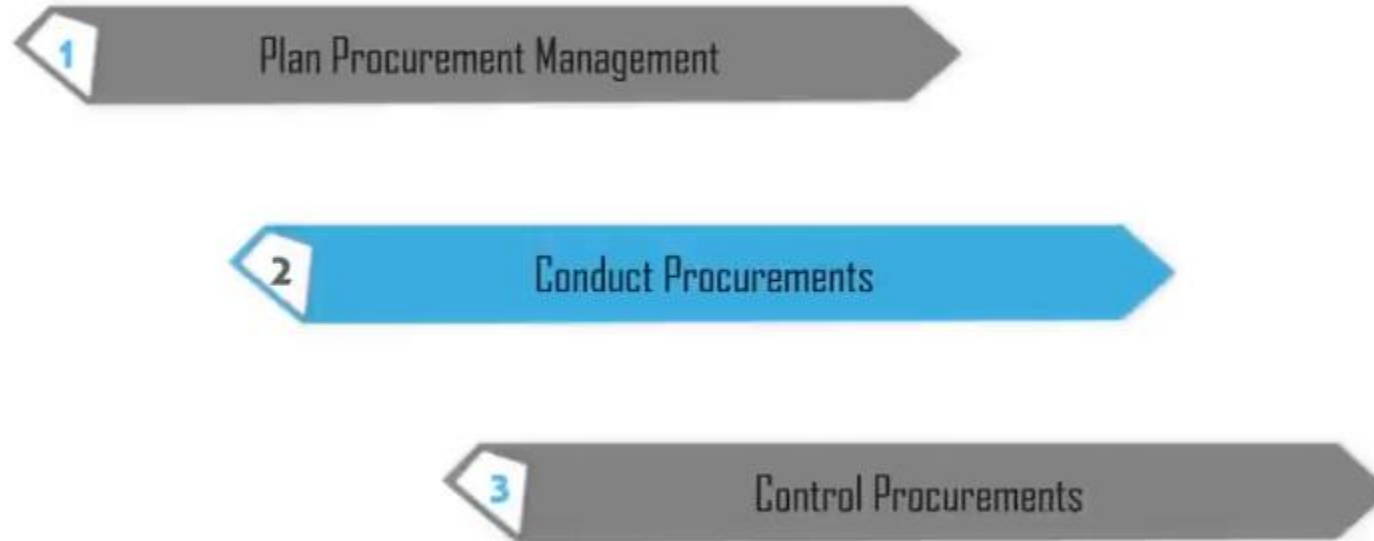 1 Plan Procurement Management
2 Conduct Procurements
3 Control Procurements